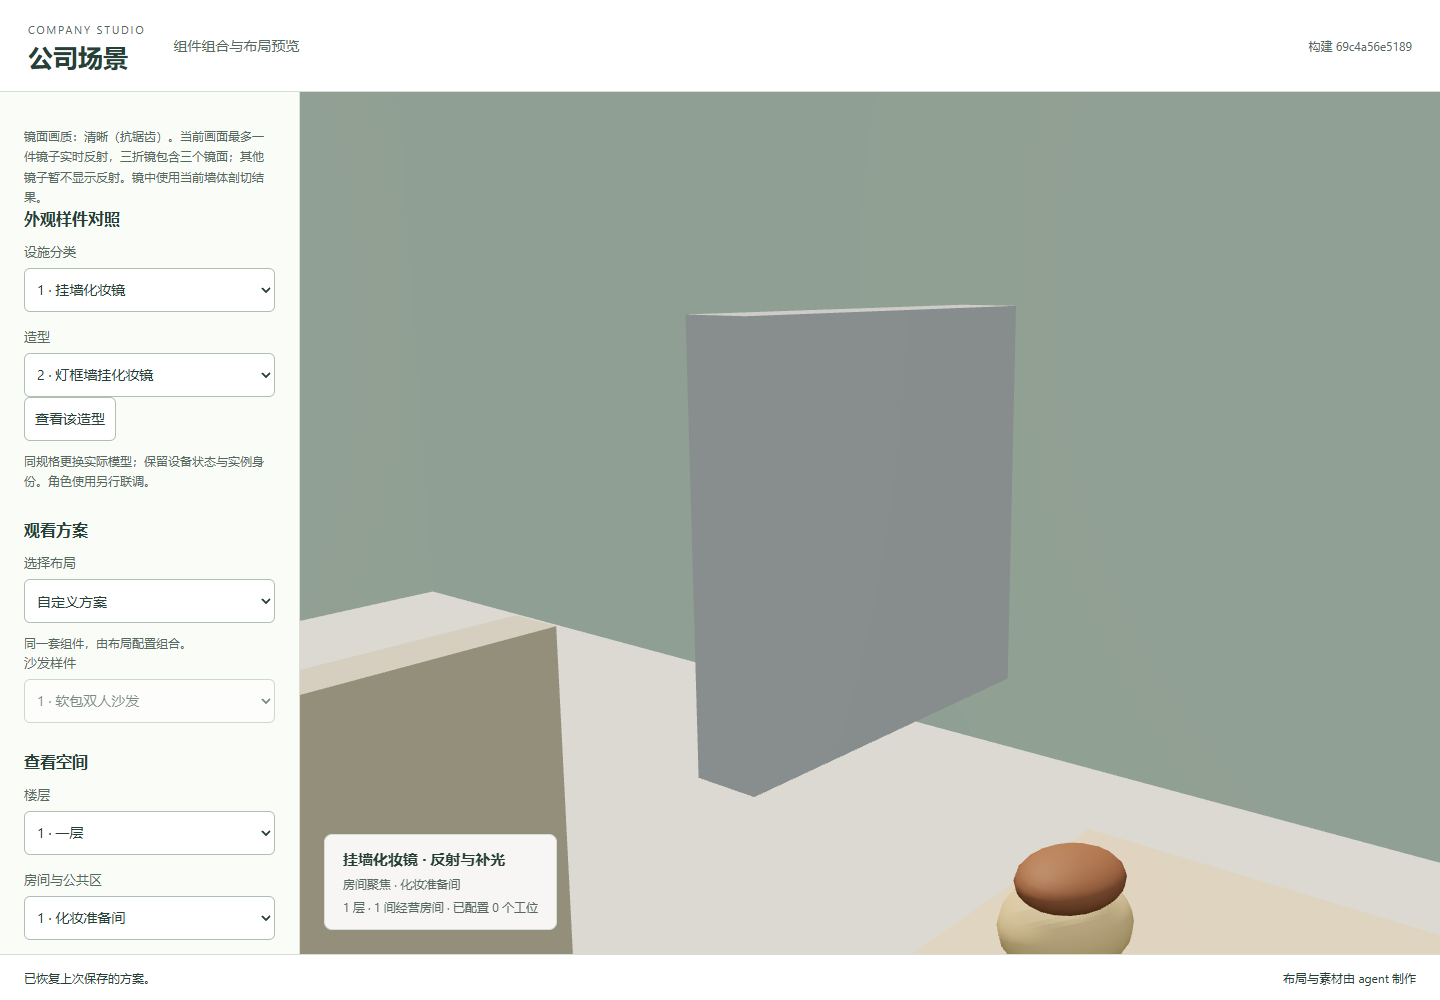 COMPANY STUDIO
公司场景
组件组合与布局预览
构建 69c4a56e5189
镜面画质：清晰（抗锯齿）。当前画面最多一
件镜子实时反射，三折镜包含三个镜面；其他
镜子暂不显示反射。镜中使用当前墙体剖切结
果。
外观样件对照
设施分类
1 · 挂墙化妆镜
造型
2 · 灯框墙挂化妆镜
查看该造型
同规格更换实际模型；保留设备状态与实例身
份。角色使用另行联调。
观看方案
选择布局
自定义方案
同一套组件，由布局配置组合。
沙发样件
1 · 软包双人沙发
查看空间
楼层
1 · 一层
房间与公共区
1 · 化妆准备间
挂墙化妆镜 · 反射与补光
房间聚焦 · 化妆准备间
1 层 · 1 间经营房间 · 已配置 0 个工位
已恢复上次保存的方案。
布局与素材由 agent 制作